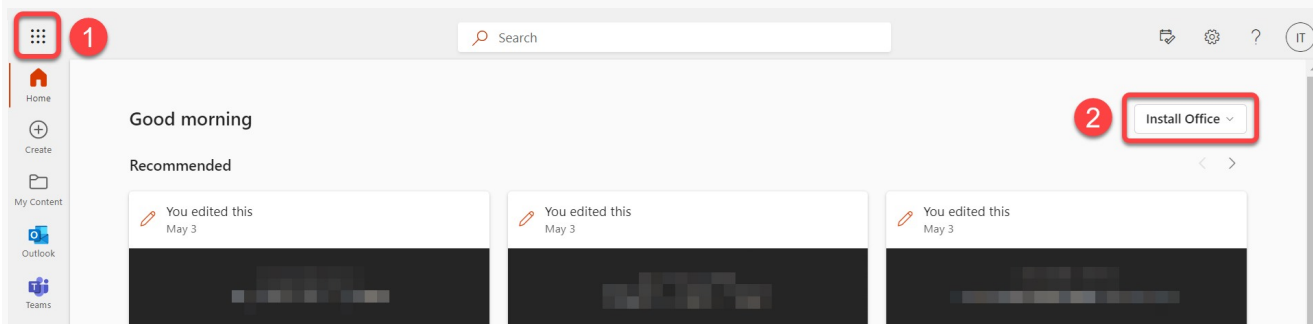 1
Search
IT
Home
Good morning
2
Install Office
Create
Recommended
My Content
You edited this
May 3
You edited this
May 3
You edited this
May 3
Outlook
Teams